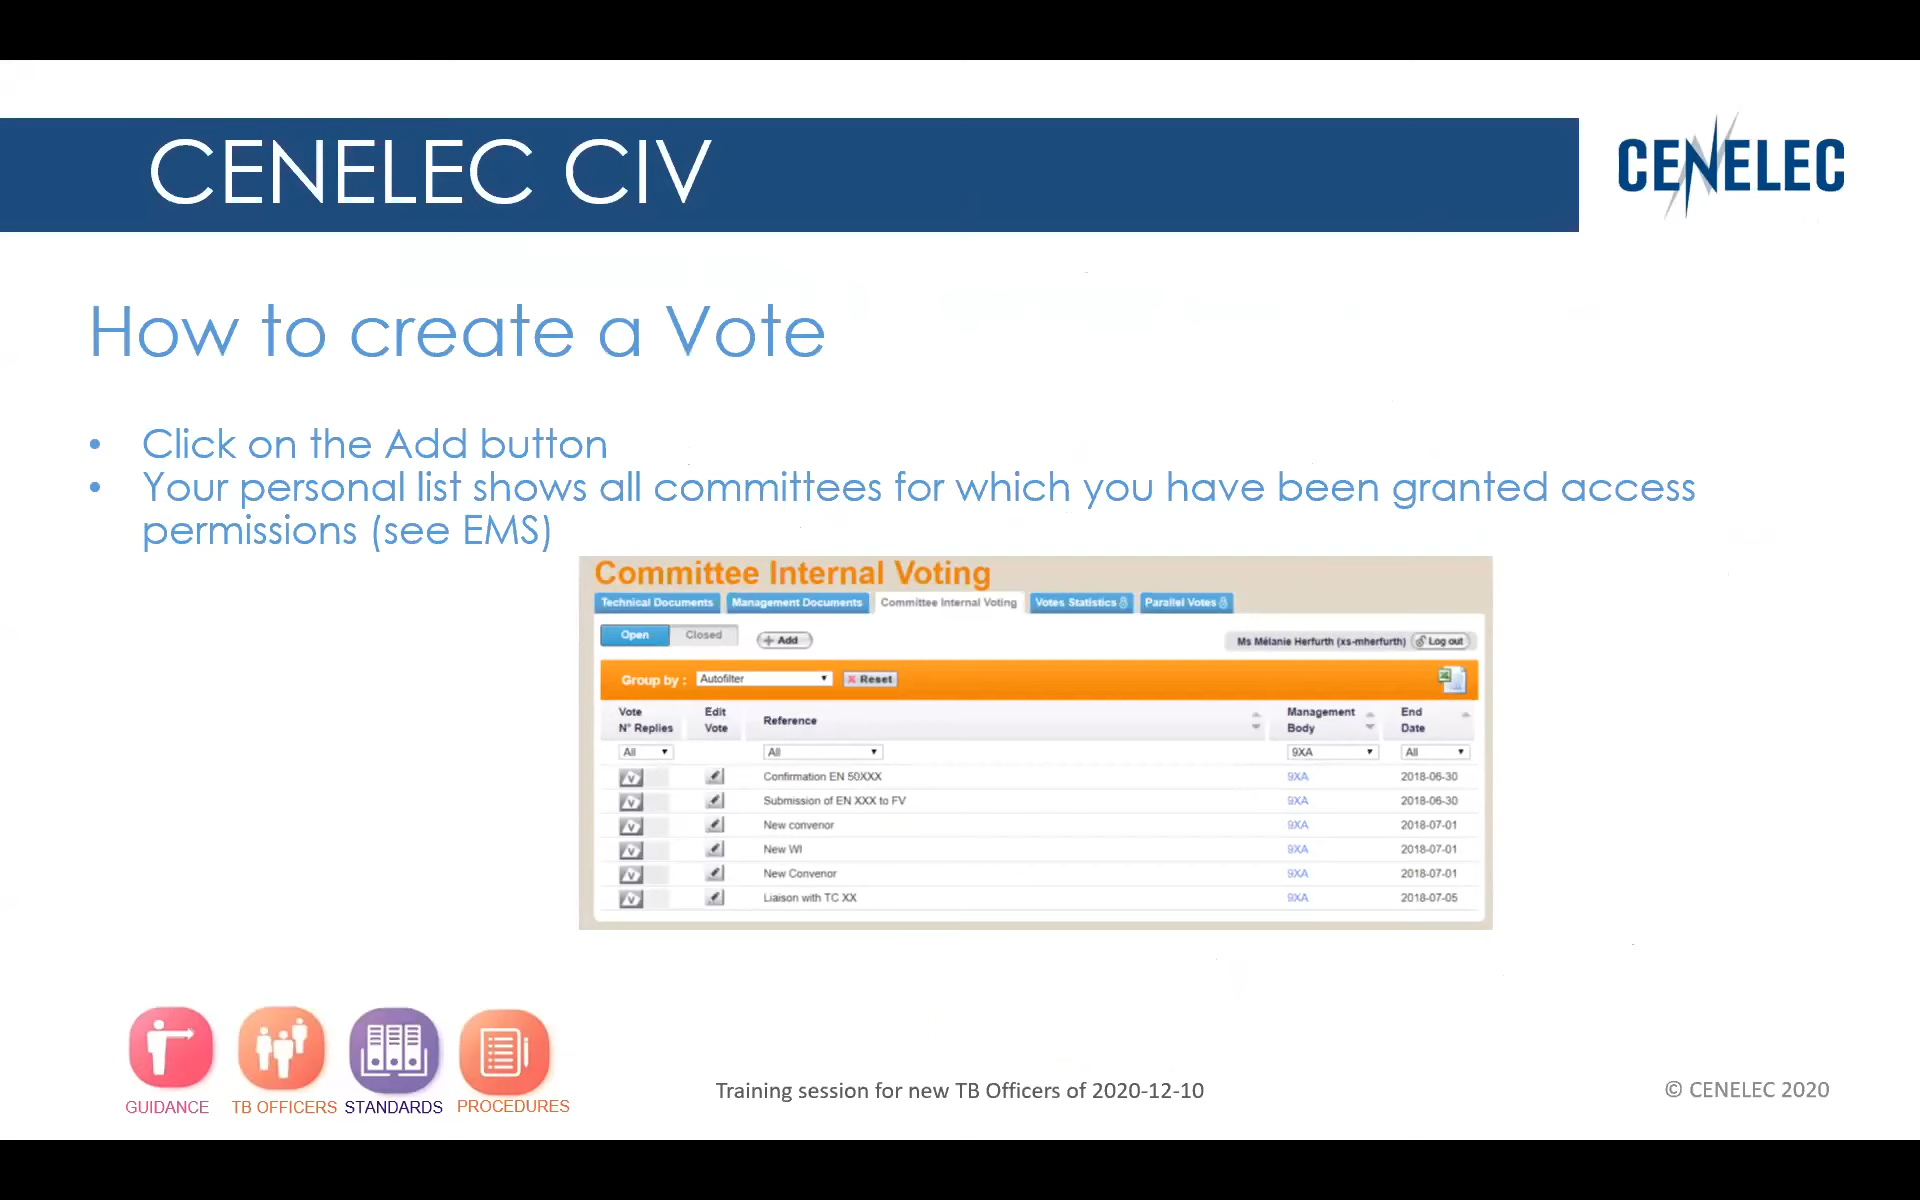 CENELEC CIV
CENELEC
How to create a Vote
• Click on the Add button
• Your personal list shows all committees for which you have been granted access
permissions (see EMS)
Committee Internal Voting
Technical Documents Management Documents Committee Internal Voting Votes Statistics Parallel Votes
Open Closed + Add Ms Mélanie Herfurth (xs-mherfurth) Log out
Group by : Autofilter Reset
Vote Edit Reference Management End
N° Replies Vote Body Date
All All 9XA All
V Confirmation EN 50XXX 9XA 2018-06-30
V Submission of EN XXX to FV 9XA 2018-06-30
V New convenor 9XA 2018-07-01
V New WI 9XA 2018-07-01
V New Convenor 9XA 2018-07-01
V Liaison with TC XX 9XA 2018-07-05
GUIDANCE TB OFFICERS STANDARDS PROCEDURES
Training session for new TB Officers of 2020-12-10
© CENELEC 2020